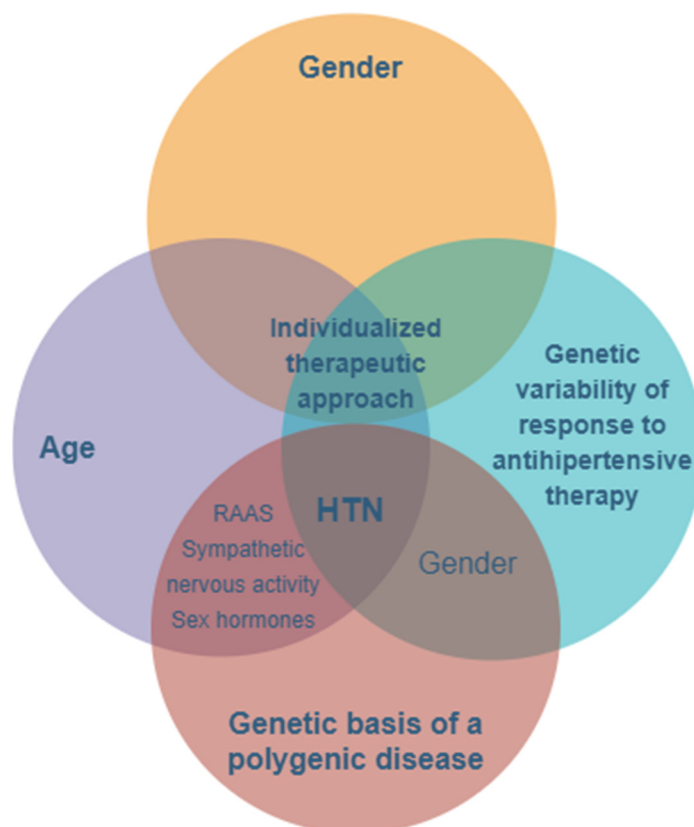 Gender
Individualized
therapeutic
approach
Genetic
variability of
response to
antihipertensive
therapy
Age
HTN
RAAS
Sympathetic
nervous activity
Sex hormones
Gender
Genetic basis of a
polygenic disease